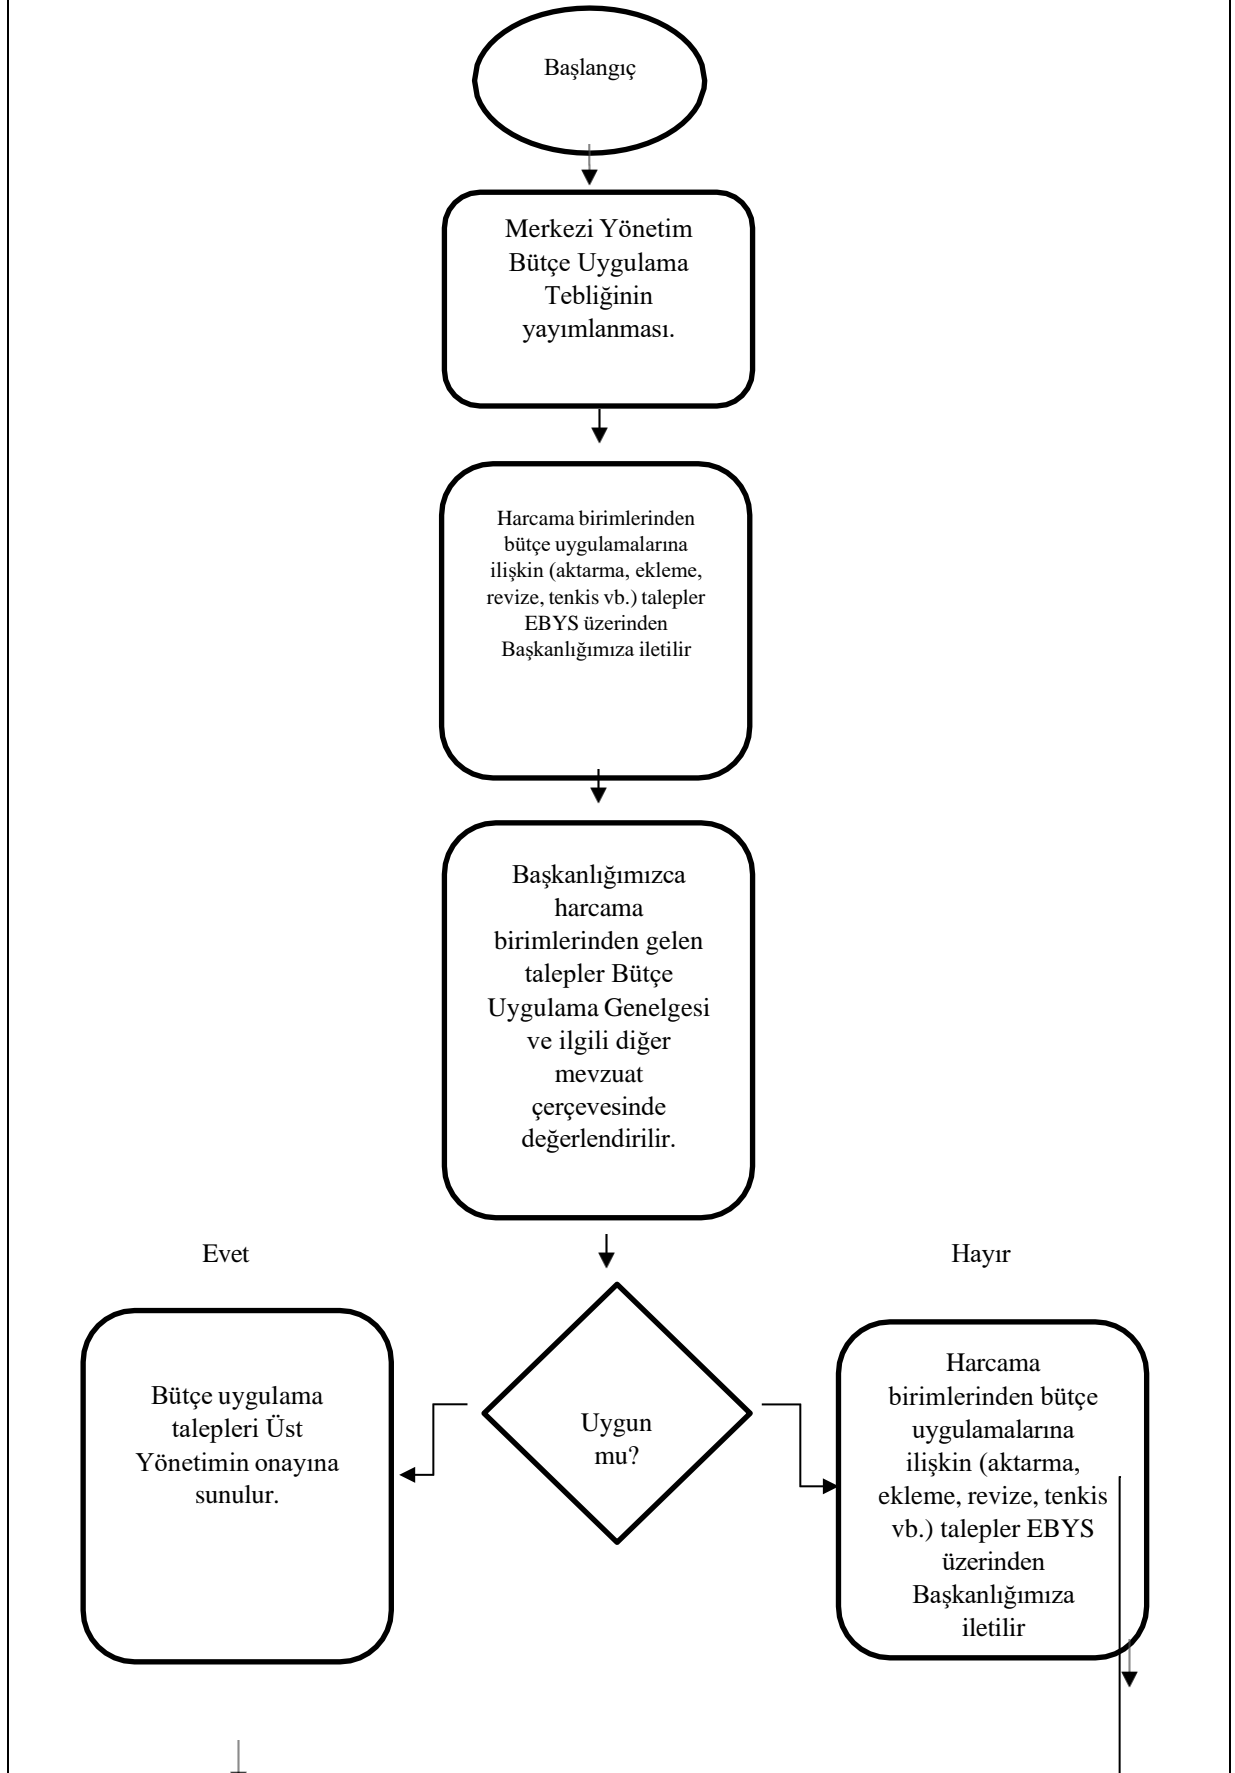 Başlangıç
Merkezi Yönetim
Bütçe Uygulama
Tebliğinin
yayımlanması.
Harcama birimlerinden
bütçe uygulamalarına
ilişkin (aktarma, ekleme,
revize, tenkis vb.) talepler
EBYS üzerinden
Başkanlığımıza iletilir
Başkanlığımızca
harcama
birimlerinden gelen
talepler Bütçe
Uygulama Genelgesi
ve ilgili diğer
mevzuat
çerçevesinde
değerlendirilir.
Evet
Hayır
Bütçe uygulama
talepleri Üst
Yönetimin onayına
sunulur.
Uygun
mu?
Harcama
birimlerinden bütçe
uygulamalarına
ilişkin (aktarma,
ekleme, revize, tenkis
vb.) talepler EBYS
üzerinden
Başkanlığımıza
iletilir